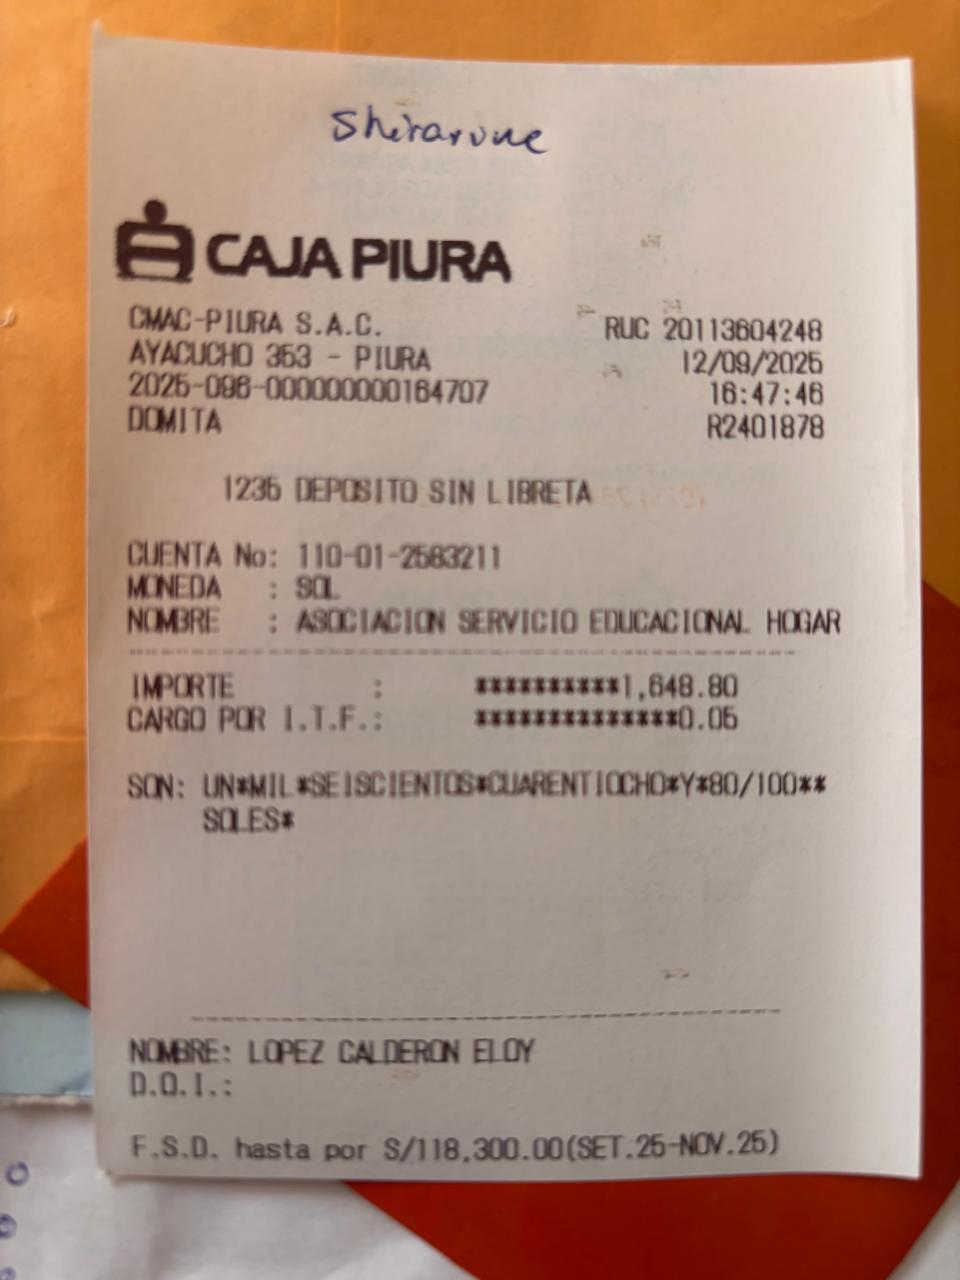 Shirarune
CAJA PIURA
CMAC-PIURA S.A.C. RUC 20113604248
AYACUCHO 353 - PIURA 12/09/2025
2025-096-000000000164707 16:47:46
DOMITA R2401878
1235 DEPOSITO SIN LIBRETA
CUENTA No: 110-01-2583211
MONEDA : SOL
NOMBRE : ASOCIACION SERVICIO EDUCACIONAL HOGAR
IMPORTE : **********1,648.80
CARGO POR I.T.F.: **************0.05
SON: UN*MIL*SEISCIENTOS*CUARENTIOCHO*Y*80/100**
SOLES*
NOMBRE: LOPEZ CALDERON ELOY
D.O.I.:
F.S.D. hasta por S/118,300.00(SET.25-NOV.25)